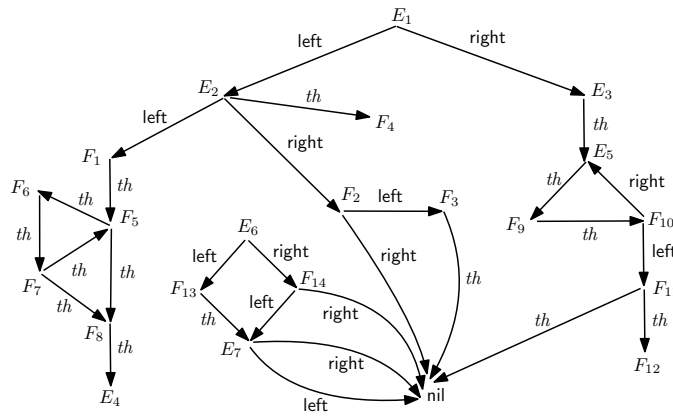 E₁
left
right
E₂
E₃
th
left
th
F₄
right
F₁
E₅
F₆
th
th
th
right
F₂
left
F₃
F₅
F₉
th
F₁₀
th
E₆
th
left
left
right
right
F₇
th
th
F₁₃
F₁₄
th
F₁₁
th
left
right
th
th
F₈
E₇
right
F₁₂
th
nil
E₄
left